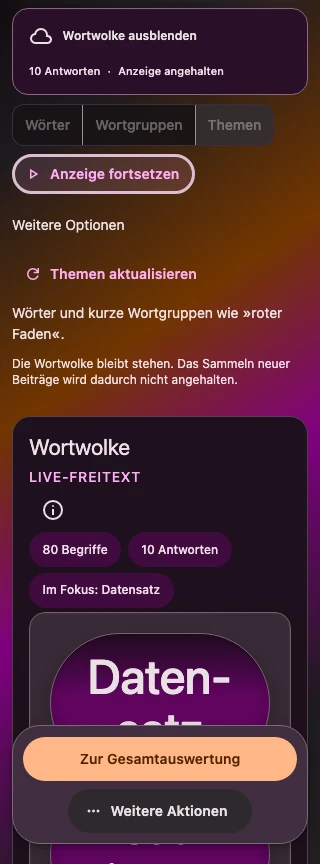 Wortwolke ausblenden
10 Antworten · Anzeige angehalten
Wörter Wortgruppen Themen
Anzeige fortsetzen
Weitere Optionen
Themen aktualisieren
Wörter und kurze Wortgruppen wie »roter
Faden«.
Die Wortwolke bleibt stehen. Das Sammeln neuer
Beiträge wird dadurch nicht angehalten.
Wortwolke
LIVE-FREITEXT
80 Begriffe 10 Antworten
Im Fokus: Datensatz
Daten-
satz
Zur Gesamtauswertung
Weitere Aktionen